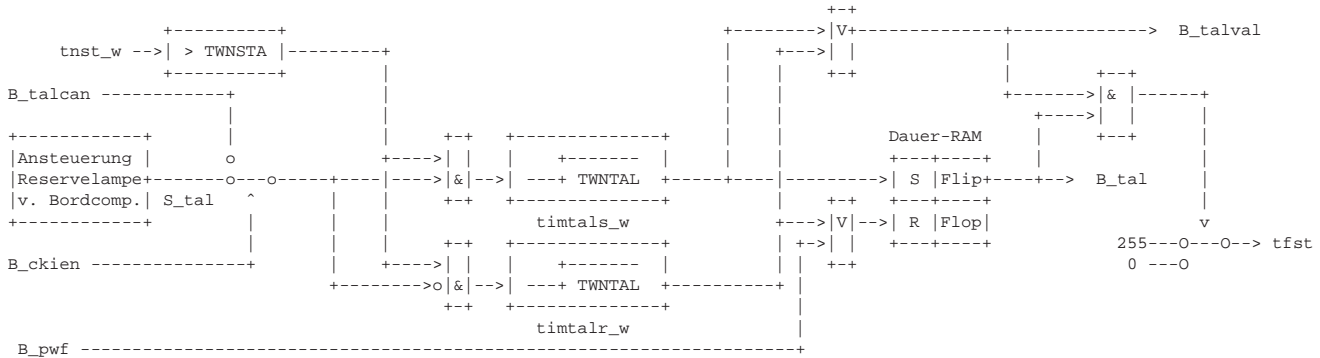 V
tnst_w > TWNSTA B_talval
B_talcan &
Dauer-RAM
Ansteuerung
Reservelampe & TWNTAL S Flip B_tal
v. Bordcomp. S_tal
timtals_w V R Flop
255 O O tfst
B_ckien 0 O
& TWNTAL
timtalr_w
B_pwf